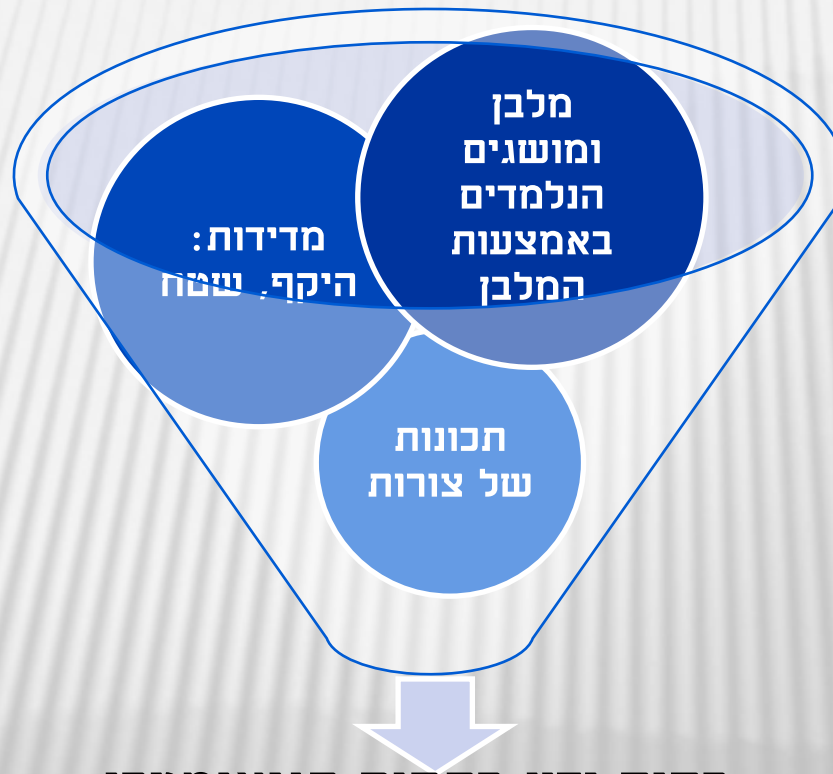 מלבן
ומושגים
הנלמדים
באמצעות
המלבן
מדידות:
היקף, שטח
תכונות
של צורות